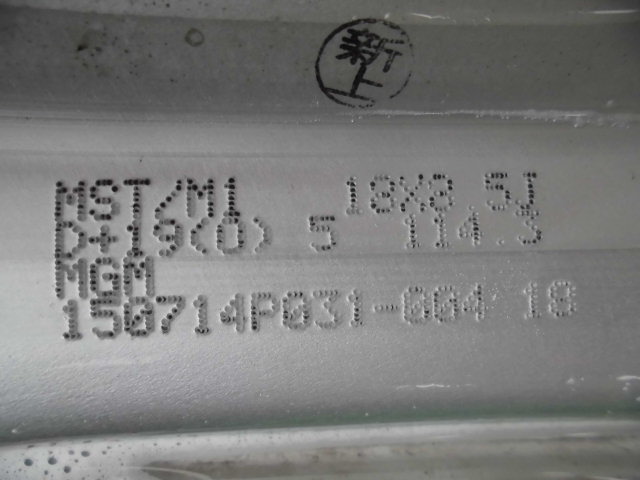 新上
MST/M1 18X8.5J
D+19(0) 5 114.3
MGM
150714P031-004 18